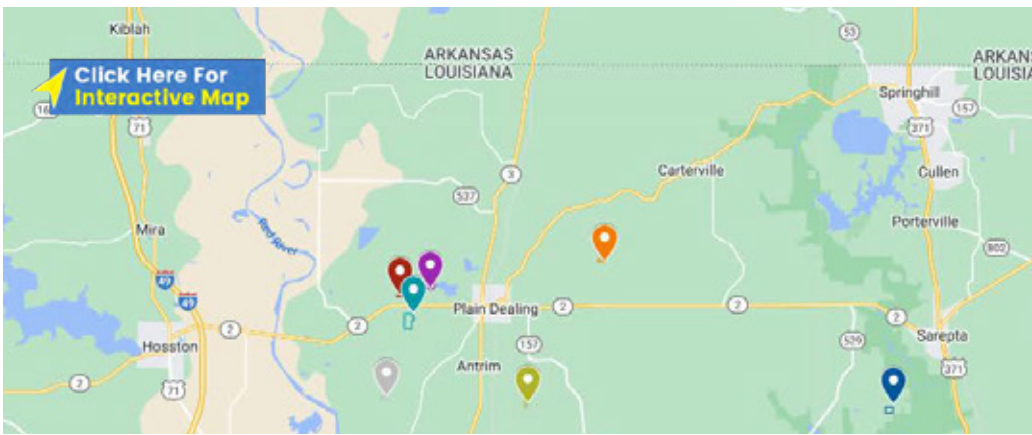 Kiblah
ARKANSAS
LOUISIANA
53
ARKAN
LOUISIA
Click Here For
Interactive Map
Springhill
157
71
371
3
Carterville
Cullen
537
Porterville
Mira
Red River
802
49
49
Plain Dealing
2
2
2
2
2
Hosston
157
529
Sarepta
Antrim
371
2
71